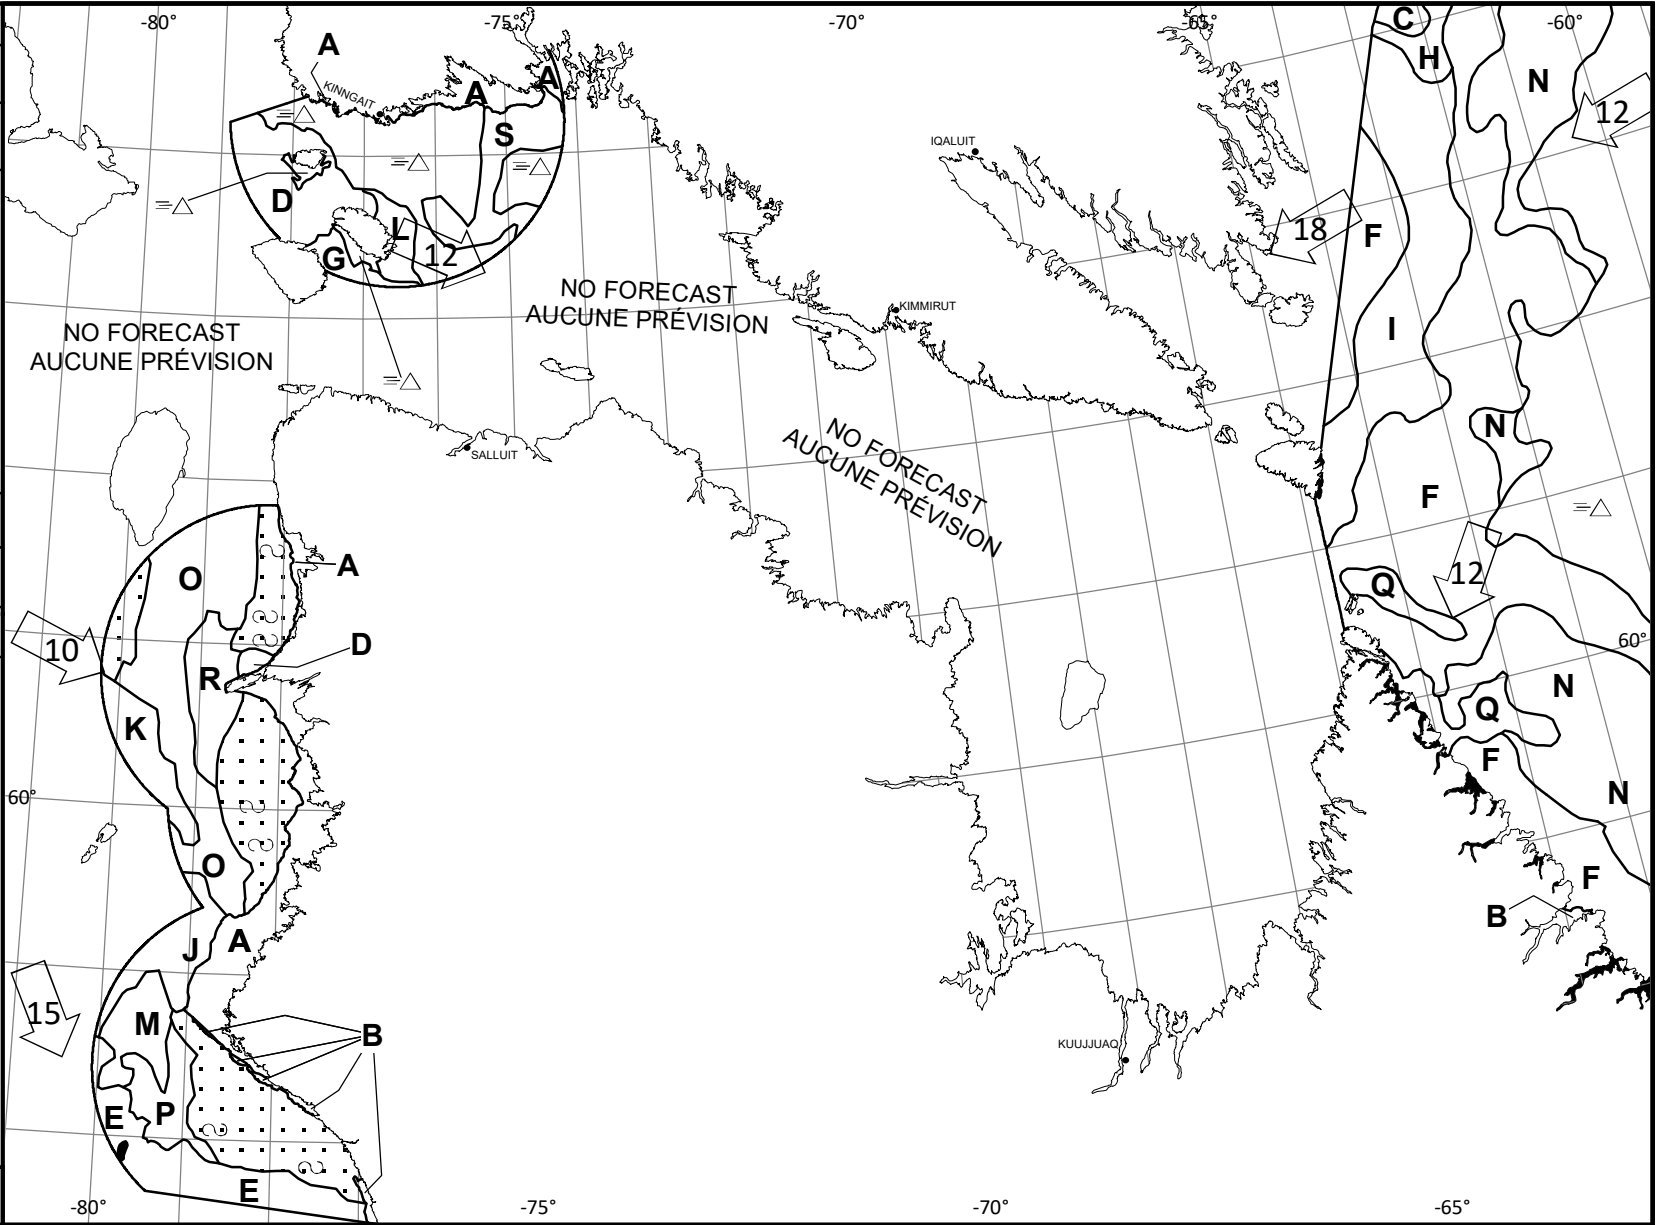 -80°
-75°
-70°
-65°
-60°
A
C
H
N
KINNGAIT
A
A
12
S
IQALUIT
D
L
G
12
18
F
NO FORECAST
AUCUNE PRÉVISION
NO FORECAST
AUCUNE PRÉVISION
KIMMIRUT
I
NO FORECAST
AUCUNE PRÉVISION
SALLUIT
N
F
O
A
12
Q
10
D
60°
R
K
N
Q
F
60°
N
O
F
B
J
A
15
M
B
KUUJJUAQ
E
P
E
-80°
-75°
-70°
-65°